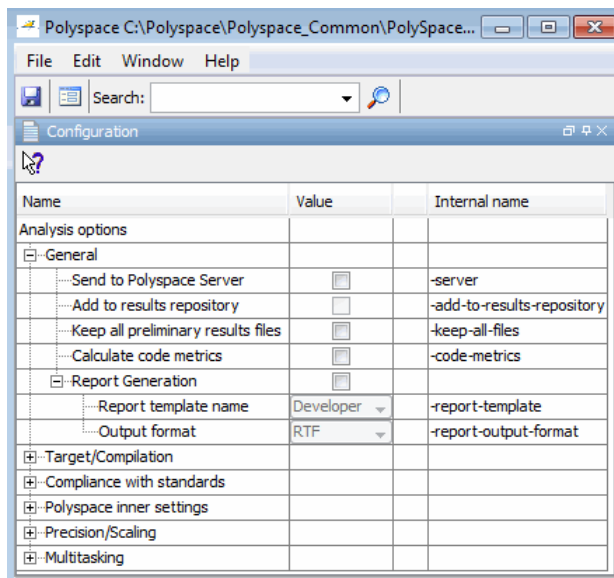 Polyspace C:\Polyspace\Polyspace_Common\PolySpace...
File Edit Window Help
Search:
Configuration
Name Value Internal name
Analysis options
General
Send to Polyspace Server -server
Add to results repository -add-to-results-repository
Keep all preliminary results files -keep-all-files
Calculate code metrics -code-metrics
Report Generation
Report template name Developer -report-template
Output format RTF -report-output-format
Target/Compilation
Compliance with standards
Polyspace inner settings
Precision/Scaling
Multitasking